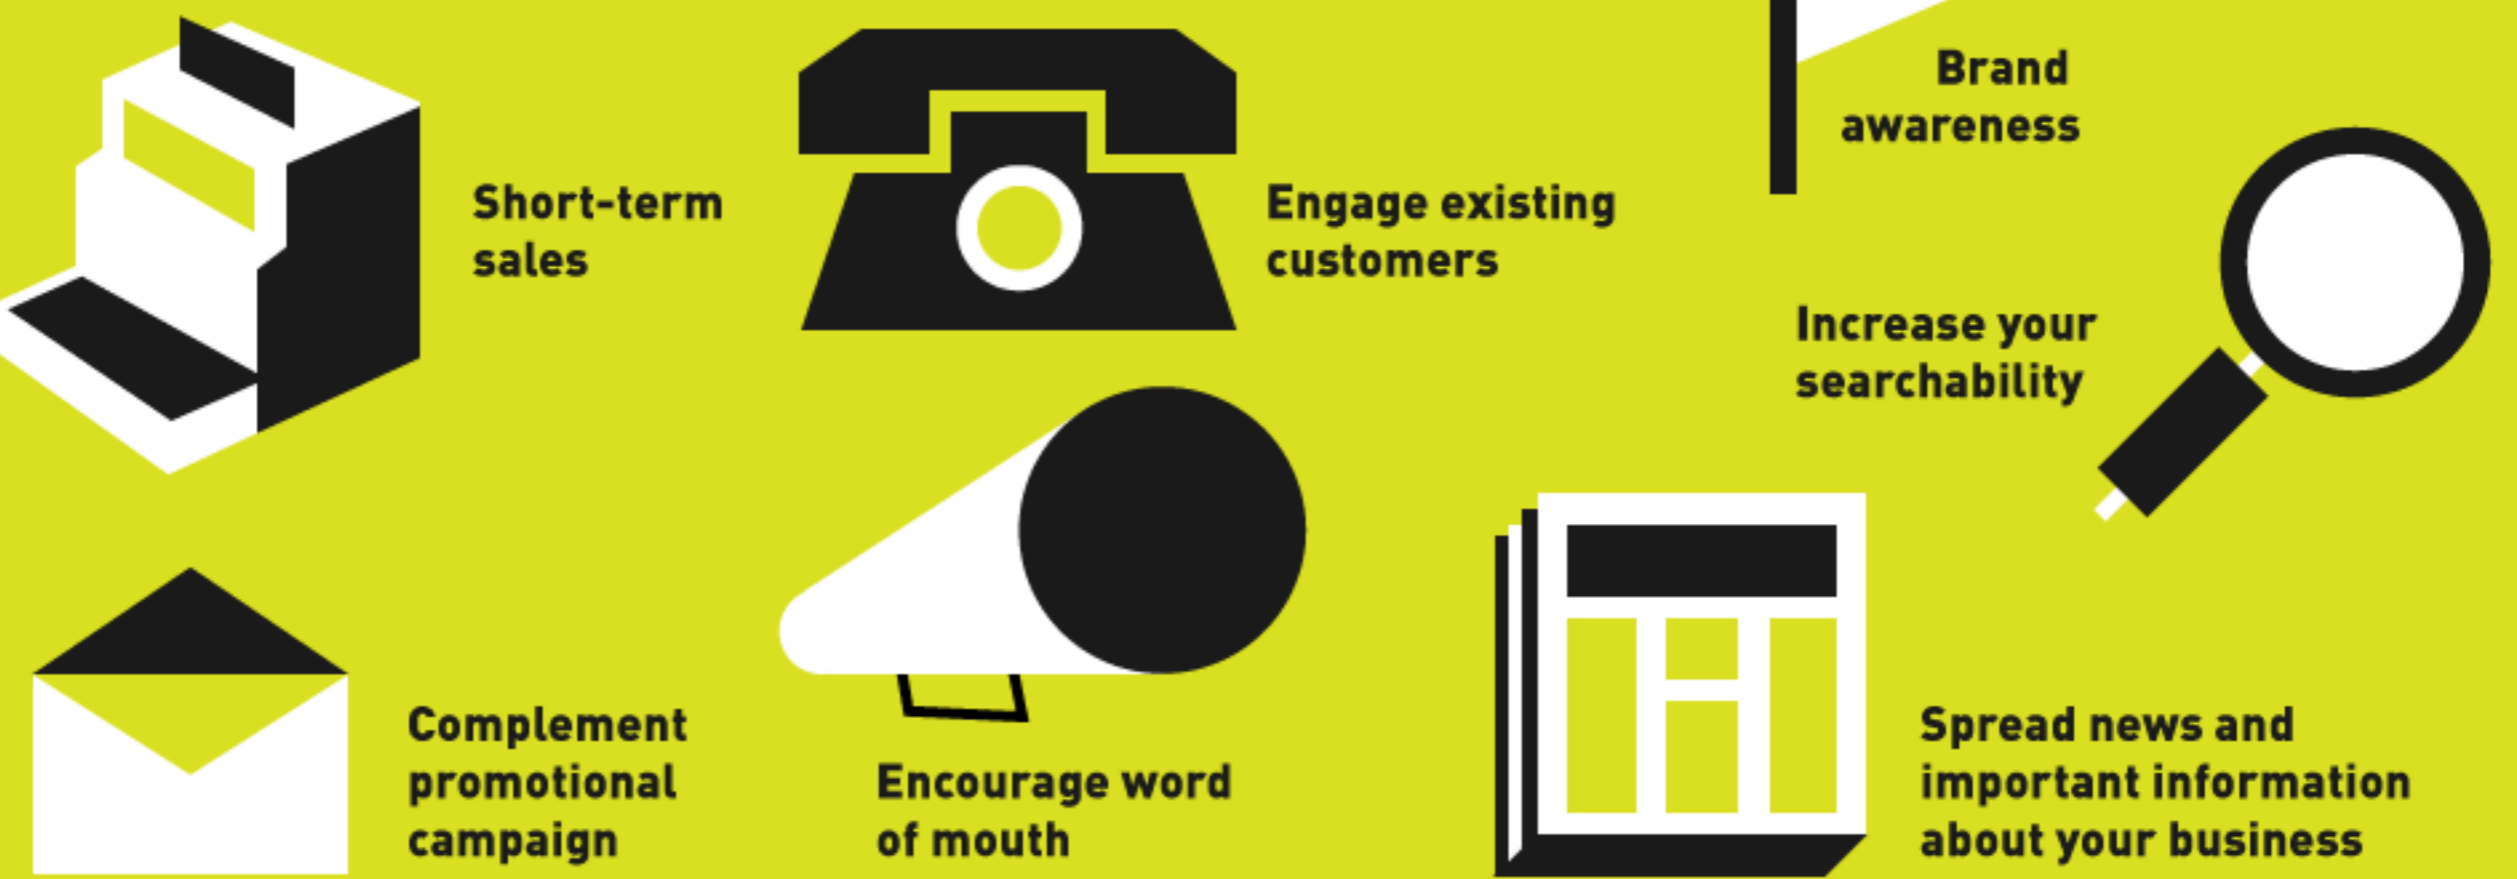 Brand
awareness
Short-term
sales
Engage existing
customers
Increase your
searchability
Complement
promotional
campaign
Encourage word
of mouth
Spread news and
important information
about your business